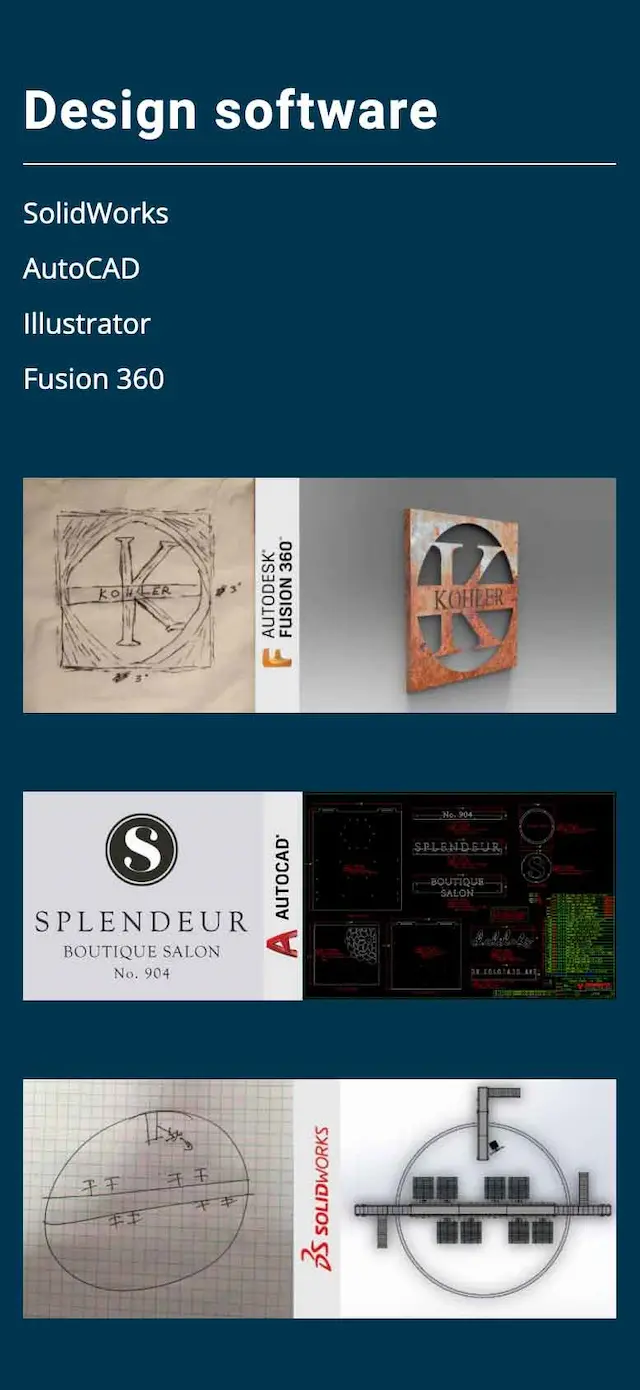 Design software
SolidWorks
AutoCAD
Illustrator
Fusion 360
KOHLER
3"
3"
AUTODESK®
FUSION 360™
KOHLER
S
SPLENDEUR
BOUTIQUE SALON
No. 904
AUTOCAD®
No. 904
SPLENDEUR
BOUTIQUE
SALON
S
SOLIDWORKS